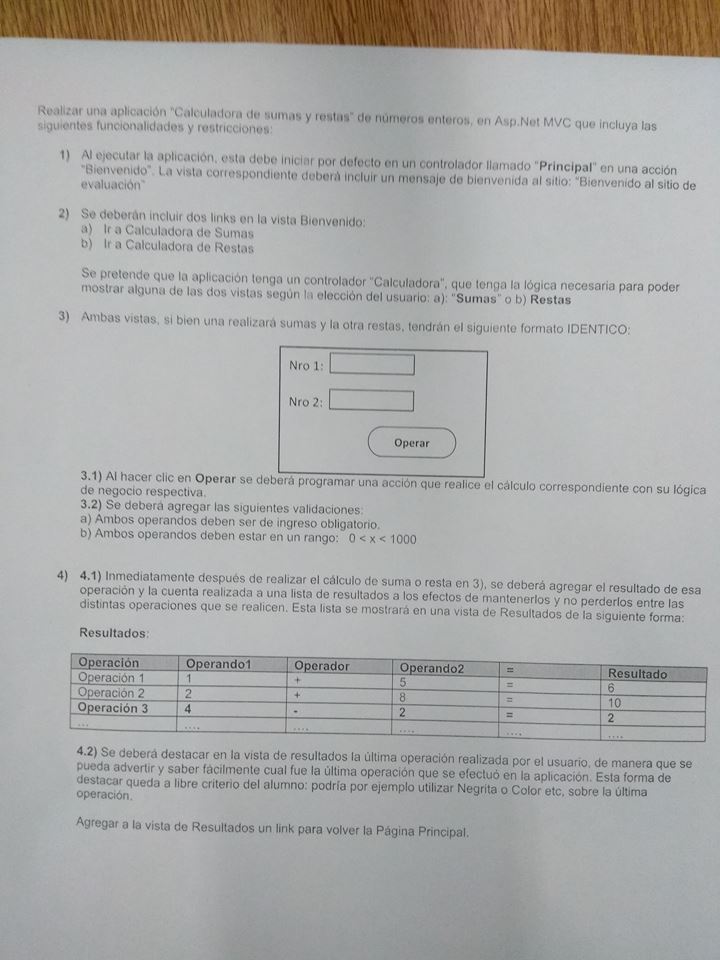 Realizar una aplicación "Calculadora de sumas y restas" de números enteros, en Asp.Net MVC que incluya las
siguientes funcionalidades y restricciones:
1) Al ejecutar la aplicación, esta debe iniciar por defecto en un controlador llamado "Principal" en una acción
"Bienvenido". La vista correspondiente deberá incluir un mensaje de bienvenida al sitio: "Bienvenido al sitio de
evaluación"
2) Se deberán incluir dos links en la vista Bienvenido:
a) Ir a Calculadora de Sumas
b) Ir a Calculadora de Restas
Se pretende que la aplicación tenga un controlador "Calculadora", que tenga la lógica necesaria para poder
mostrar alguna de las dos vistas según la elección del usuario: a): "Sumas" o b) Restas
3) Ambas vistas, si bien una realizará sumas y la otra restas, tendrán el siguiente formato IDENTICO:
Nro 1:
Nro 2:
Operar
3.1) Al hacer clic en Operar se deberá programar una acción que realice el cálculo correspondiente con su lógica
de negocio respectiva.
3.2) Se deberá agregar las siguientes validaciones:
a) Ambos operandos deben ser de ingreso obligatorio.
b) Ambos operandos deben estar en un rango: 0 < x < 1000
4) 4.1) Inmediatamente después de realizar el cálculo de suma o resta en 3), se deberá agregar el resultado de esa
operación y la cuenta realizada a una lista de resultados a los efectos de mantenerlos y no perderlos entre las
distintas operaciones que se realicen. Esta lista se mostrará en una vista de Resultados de la siguiente forma:
Resultados:
Operación Operando1 Operador Operando2 = Resultado
Operación 1 1 + 5 = 6
Operación 2 2 + 8 = 10
Operación 3 4 - 2 = 2
... .... .... .... .... ....
4.2) Se deberá destacar en la vista de resultados la última operación realizada por el usuario, de manera que se
pueda advertir y saber fácilmente cual fue la última operación que se efectuó en la aplicación. Esta forma de
destacar queda a libre criterio del alumno: podría por ejemplo utilizar Negrita o Color etc, sobre la última
operación.
Agregar a la vista de Resultados un link para volver la Página Principal.